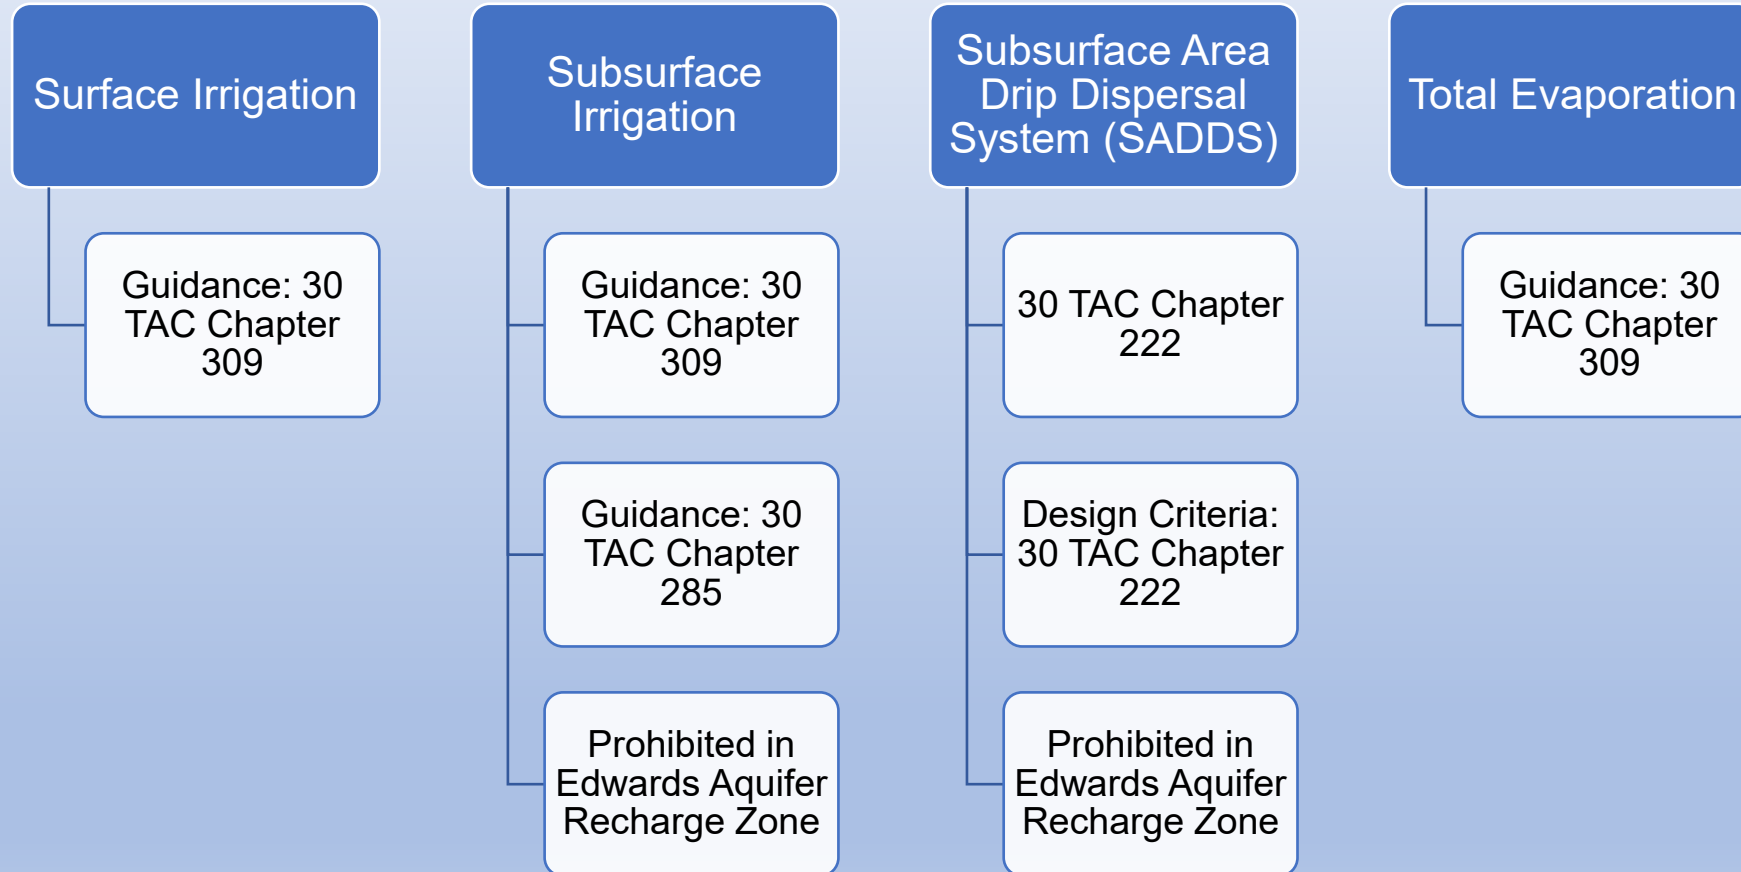 Surface Irrigation
Guidance: 30
TAC Chapter
309
Subsurface
Irrigation
Guidance: 30
TAC Chapter
309
Guidance: 30
TAC Chapter
285
Prohibited in
Edwards Aquifer
Recharge Zone
Subsurface Area
Drip Dispersal
System (SADDS)
30 TAC Chapter
222
Design Criteria:
30 TAC Chapter
222
Prohibited in
Edwards Aquifer
Recharge Zone
Total Evaporation
Guidance: 30
TAC Chapter
309